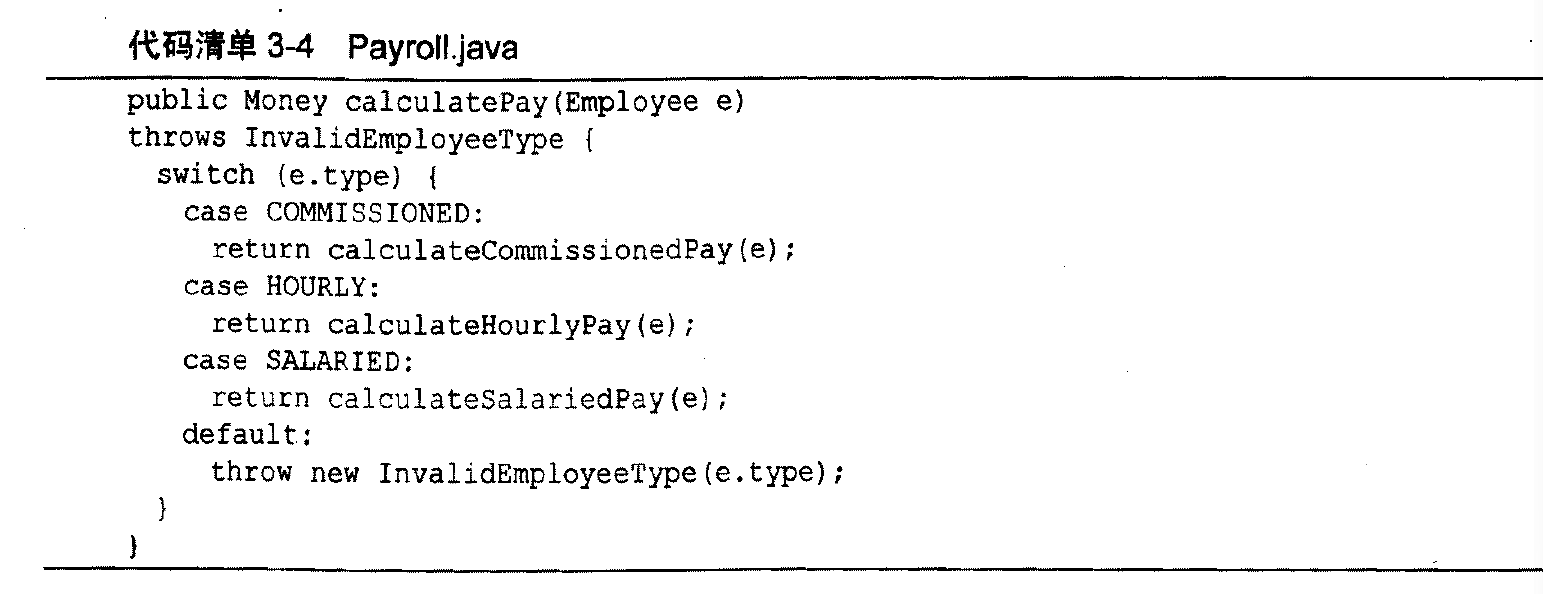 代码清单 3-4 Payroll.java
public Money calculatePay(Employee e)
throws InvalidEmployeeType {
switch (e.type) {
case COMMISSIONED:
return calculateCommissionedPay(e);
case HOURLY:
return calculateHourlyPay(e);
case SALARIED:
return calculateSalariedPay(e);
default:
throw new InvalidEmployeeType(e.type);
}
}